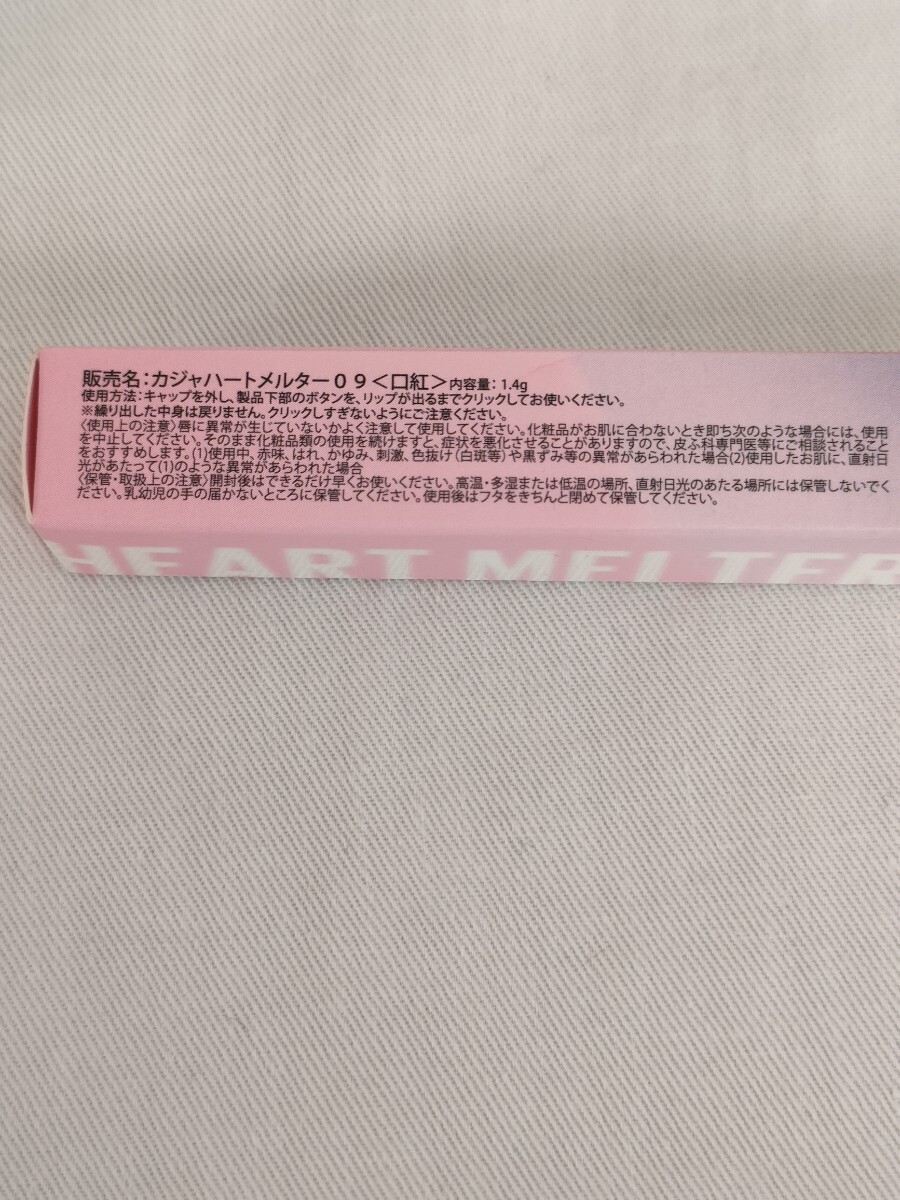 販売名：カジャハートメルター０９＜口紅＞内容量：1.4g
使用方法：キャップを外し、製品下部のボタンを、リップが出るまでクリックしてお使いください。
※繰り出した中身は戻りません。クリックしすぎないようにご注意ください。
〈使用上の注意〉唇に異常が生じていないかよく注意して使用してください。化粧品がお肌に合わないとき即ち次のような場合には、使用
を中止してください。そのまま化粧品類の使用を続けますと、症状を悪化させることがありますので、皮ふ科専門医等にご相談されること
をおすすめします。(1)使用中、赤味、はれ、かゆみ、刺激、色抜け（白斑等）や黒ずみ等の異常があらわれた場合(2)使用したお肌に、直射日
光があたって(1)のような異常があらわれた場合
〈保管・取扱上の注意〉開封後はできるだけ早くお使いください。高温・多湿または低温の場所、直射日光のあたる場所には保管しないでく
ださい。乳幼児の手の届かないところに保管してください。使用後はフタをきちんと閉めて保管してください。
HEART MELTER